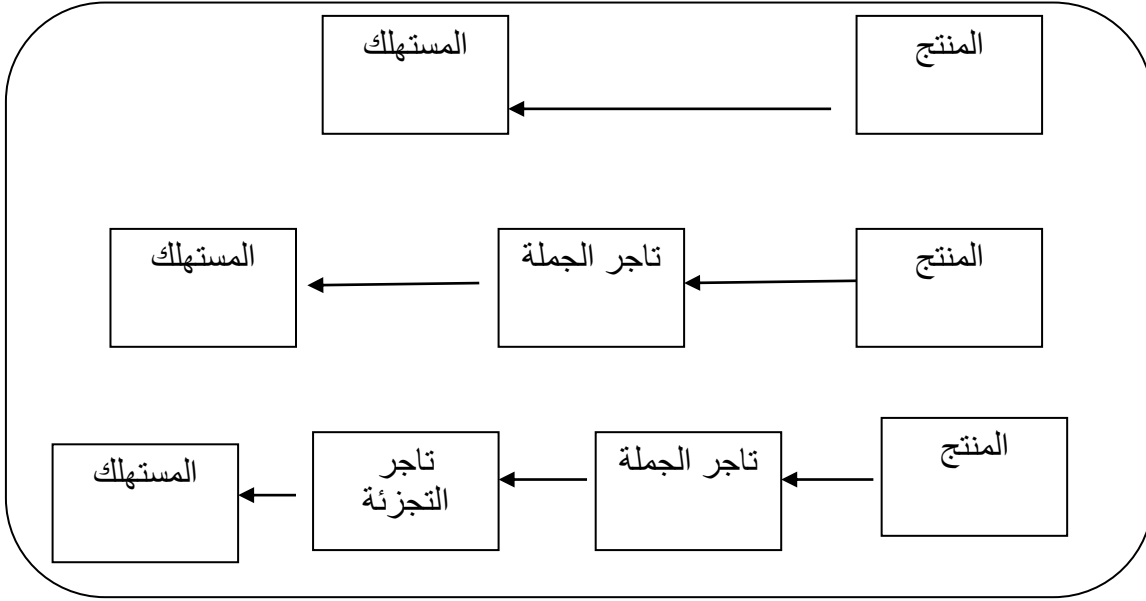 المنتج
المستهلك
المنتج
تاجر الجملة
المستهلك
المنتج
تاجر الجملة
تاجر
التجزئة
المستهلك